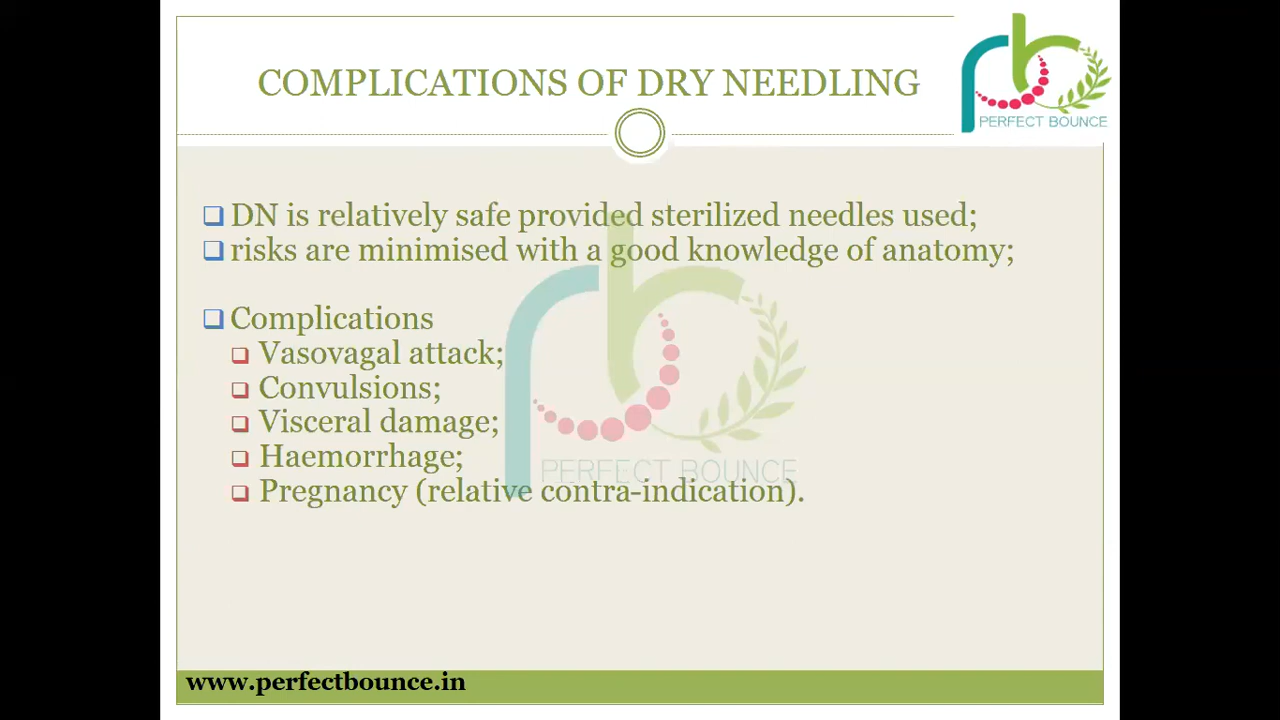 COMPLICATIONS OF DRY NEEDLING
PERFECT BOUNCE
DN is relatively safe provided sterilized needles used;
risks are minimised with a good knowledge of anatomy;
Complications
Vasovagal attack;
Convulsions;
Visceral damage;
Haemorrhage;
PERFECT BOUNCE
Pregnancy (relative contra-indication).
www.perfectbounce.in